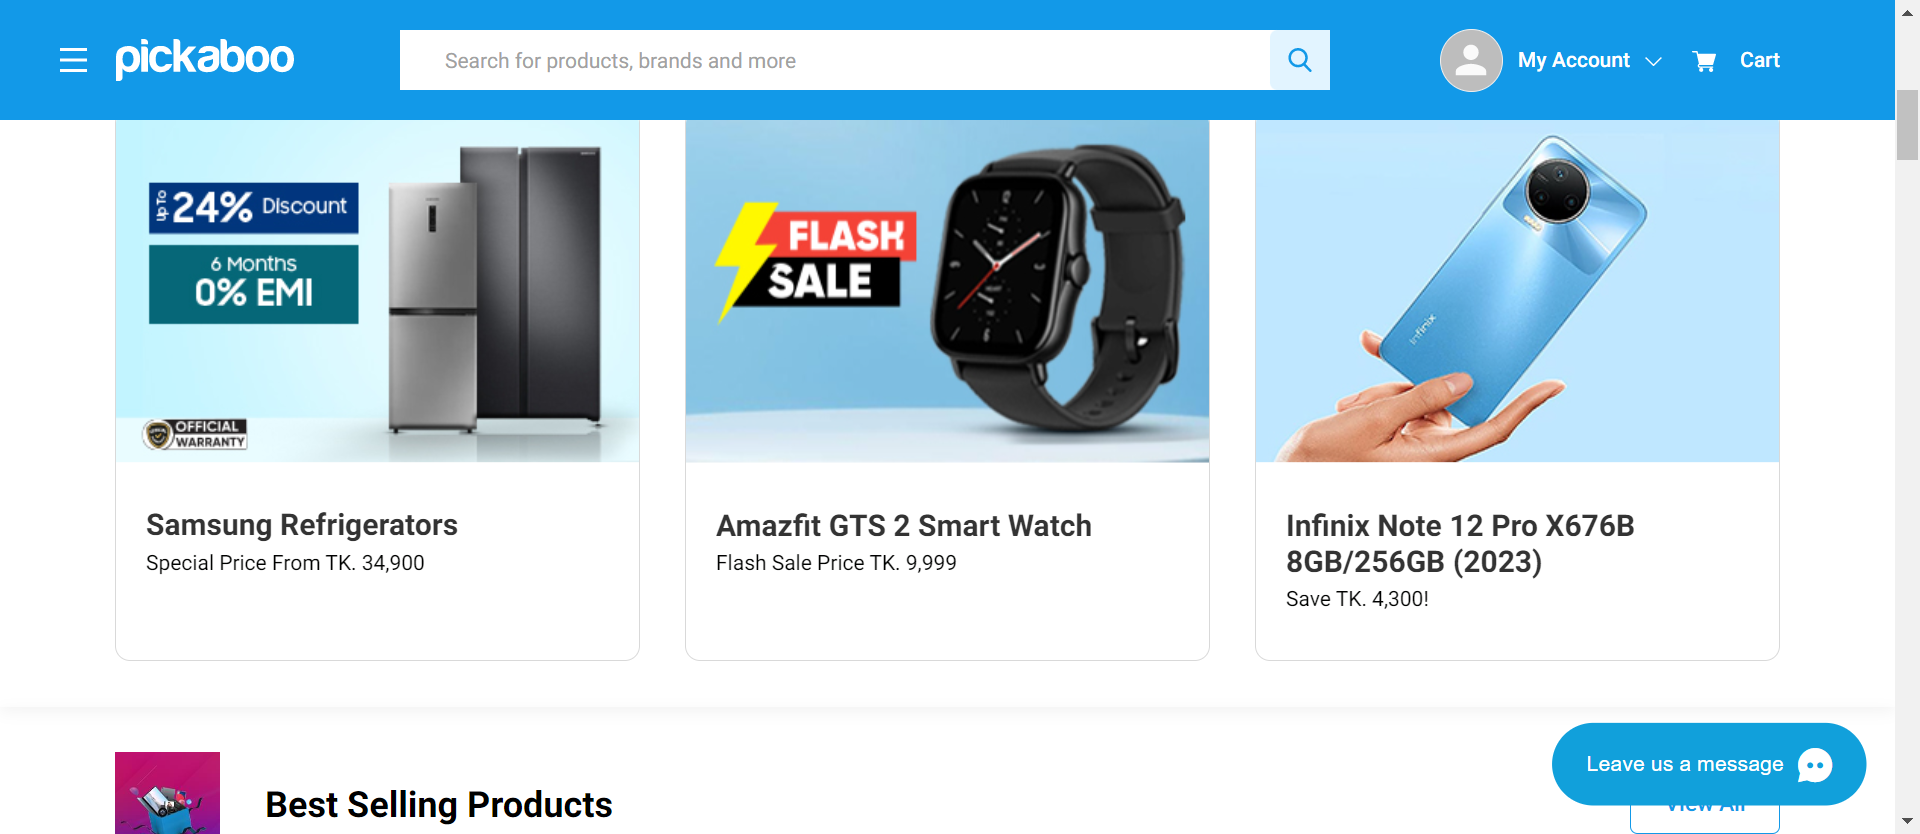 pickaboo
Search for products, brands and more
My Account
Cart
Up To
24% Discount
6 Months
0% EMI
OFFICIAL
WARRANTY
FLASH
SALE
infinix
Samsung Refrigerators
Special Price From TK. 34,900
Amazfit GTS 2 Smart Watch
Flash Sale Price TK. 9,999
Infinix Note 12 Pro X676B
8GB/256GB (2023)
Save TK. 4,300!
Best Selling Products
Leave us a message
View All